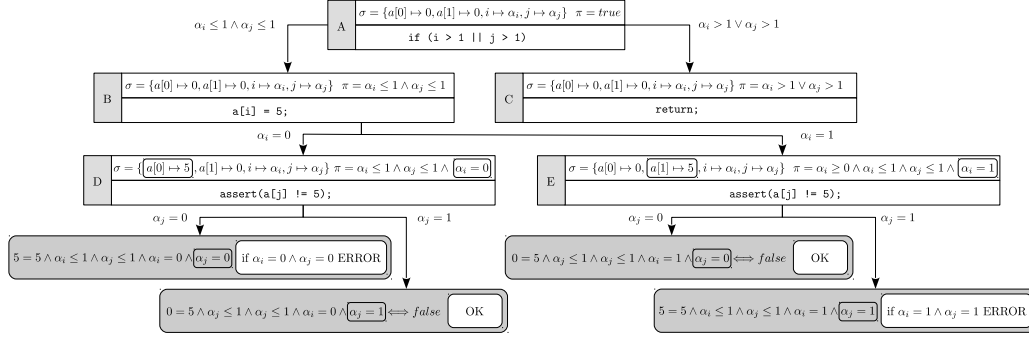 α_i ≤ 1 ∧ α_j ≤ 1
A
σ = {a[0] ↦ 0, a[1] ↦ 0, i ↦ α_i, j ↦ α_j} π = true
if (i > 1 || j > 1)
α_i > 1 ∨ α_j > 1
B
σ = {a[0] ↦ 0, a[1] ↦ 0, i ↦ α_i, j ↦ α_j} π = α_i ≤ 1 ∧ α_j ≤ 1
a[i] = 5;
C
σ = {a[0] ↦ 0, a[1] ↦ 0, i ↦ α_i, j ↦ α_j} π = α_i > 1 ∨ α_j > 1
return;
α_i = 0
α_i = 1
D
σ = {a[0] ↦ 5, a[1] ↦ 0, i ↦ α_i, j ↦ α_j} π = α_i ≤ 1 ∧ α_j ≤ 1 ∧ α_i = 0
assert(a[j] != 5);
E
σ = {a[0] ↦ 0, a[1] ↦ 5, i ↦ α_i, j ↦ α_j} π = α_i ≥ 0 ∧ α_i ≤ 1 ∧ α_j ≤ 1 ∧ α_i = 1
assert(a[j] != 5);
α_j = 0
α_j = 1
α_j = 0
α_j = 1
5 = 5 ∧ α_i ≤ 1 ∧ α_j ≤ 1 ∧ α_i = 0 ∧ α_j = 0 if α_i = 0 ∧ α_j = 0 ERROR
0 = 5 ∧ α_j ≤ 1 ∧ α_j ≤ 1 ∧ α_i = 1 ∧ α_j = 0 ⟺ false OK
0 = 5 ∧ α_j ≤ 1 ∧ α_j ≤ 1 ∧ α_i = 0 ∧ α_j = 1 ⟺ false OK
5 = 5 ∧ α_i ≤ 1 ∧ α_j ≤ 1 ∧ α_i = 1 ∧ α_j = 1 if α_i = 1 ∧ α_j = 1 ERROR